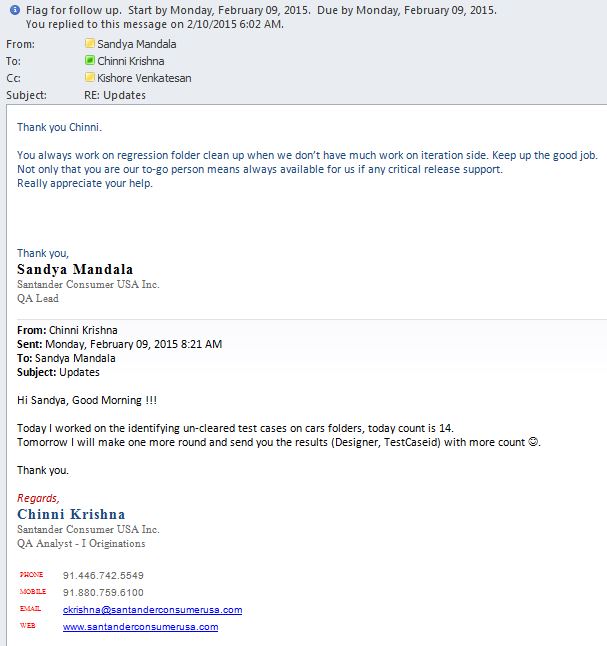 Flag for follow up.  Start by Monday, February 09, 2015.  Due by Monday, February 09, 2015.
You replied to this message on 2/10/2015 6:02 AM.
From: Sandya Mandala
To: Chinni Krishna
Cc: Kishore Venkatesan
Subject: RE: Updates
Thank you Chinni.
You always work on regression folder clean up when we don't have much work on iteration side. Keep up the good job.
Not only that you are our to-go person means always available for us if any critical release support.
Really appreciate your help.
Thank you,
Sandya Mandala
Santander Consumer USA Inc.
QA Lead
From: Chinni Krishna
Sent: Monday, February 09, 2015 8:21 AM
To: Sandya Mandala
Subject: Updates
Hi Sandya, Good Morning !!!
Today I worked on the identifying un-cleared test cases on cars folders, today count is 14.
Tomorrow I will make one more round and send you the results (Designer, TestCaseid) with more count ☺.
Thank you.
Regards,
Chinni Krishna
Santander Consumer USA Inc.
QA Analyst - I Originations
PHONE 91.446.742.5549
MOBILE 91.880.759.6100
EMAIL ckrishna@santanderconsumerusa.com
WEB www.santanderconsumerusa.com